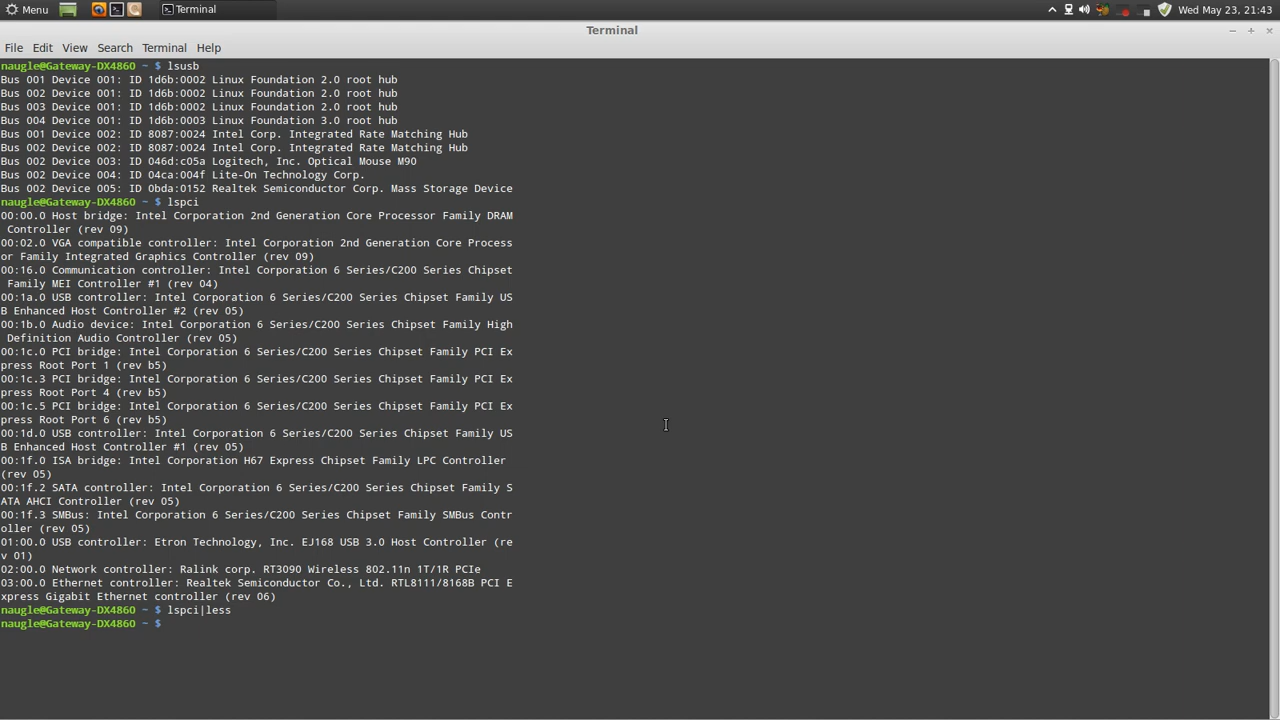 Menu
Terminal
Wed May 23, 21:43
Terminal
File Edit View Search Terminal Help
naugle@Gateway-DX4860 ~ $ lsusb
Bus 001 Device 001: ID 1d6b:0002 Linux Foundation 2.0 root hub
Bus 002 Device 001: ID 1d6b:0002 Linux Foundation 2.0 root hub
Bus 003 Device 001: ID 1d6b:0002 Linux Foundation 2.0 root hub
Bus 004 Device 001: ID 1d6b:0003 Linux Foundation 3.0 root hub
Bus 001 Device 002: ID 8087:0024 Intel Corp. Integrated Rate Matching Hub
Bus 002 Device 002: ID 8087:0024 Intel Corp. Integrated Rate Matching Hub
Bus 002 Device 003: ID 046d:c05a Logitech, Inc. Optical Mouse M90
Bus 002 Device 004: ID 04ca:004f Lite-On Technology Corp.
Bus 002 Device 005: ID 0bda:0152 Realtek Semiconductor Corp. Mass Storage Device
naugle@Gateway-DX4860 ~ $ lspci
00:00.0 Host bridge: Intel Corporation 2nd Generation Core Processor Family DRAM
 Controller (rev 09)
00:02.0 VGA compatible controller: Intel Corporation 2nd Generation Core Process
or Family Integrated Graphics Controller (rev 09)
00:16.0 Communication controller: Intel Corporation 6 Series/C200 Series Chipset
 Family MEI Controller #1 (rev 04)
00:1a.0 USB controller: Intel Corporation 6 Series/C200 Series Chipset Family US
B Enhanced Host Controller #2 (rev 05)
00:1b.0 Audio device: Intel Corporation 6 Series/C200 Series Chipset Family High
 Definition Audio Controller (rev 05)
00:1c.0 PCI bridge: Intel Corporation 6 Series/C200 Series Chipset Family PCI Ex
press Root Port 1 (rev b5)
00:1c.3 PCI bridge: Intel Corporation 6 Series/C200 Series Chipset Family PCI Ex
press Root Port 4 (rev b5)
00:1c.5 PCI bridge: Intel Corporation 6 Series/C200 Series Chipset Family PCI Ex
press Root Port 6 (rev b5)
00:1d.0 USB controller: Intel Corporation 6 Series/C200 Series Chipset Family US
B Enhanced Host Controller #1 (rev 05)
00:1f.0 ISA bridge: Intel Corporation H67 Express Chipset Family LPC Controller
(rev 05)
00:1f.2 SATA controller: Intel Corporation 6 Series/C200 Series Chipset Family S
ATA AHCI Controller (rev 05)
00:1f.3 SMBus: Intel Corporation 6 Series/C200 Series Chipset Family SMBus Contr
oller (rev 05)
01:00.0 USB controller: Etron Technology, Inc. EJ168 USB 3.0 Host Controller (re
v 01)
02:00.0 Network controller: Ralink corp. RT3090 Wireless 802.11n 1T/1R PCIe
03:00.0 Ethernet controller: Realtek Semiconductor Co., Ltd. RTL8111/8168B PCI E
xpress Gigabit Ethernet controller (rev 06)
naugle@Gateway-DX4860 ~ $ lspci|less
naugle@Gateway-DX4860 ~ $